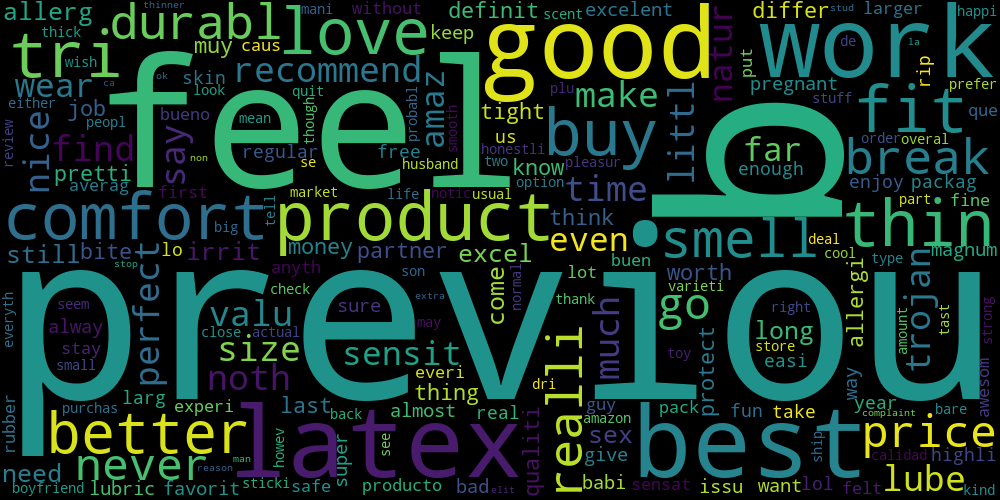 allerg
thick
tri
durabl
love
keep
definit
scent
excelent
good
differ
larger
happi
work
thinner
mani
without
muy
caus
wish
wear
ca
ok
skin
look
quit
recommend
amaz
probabl
smooth
tight
plu
make
natur
put
pregnant
stud
de
la
rip
prefer
stuff
fit
que
either
job
peopl
bueno
feel
mean
though
us
honestli
buy
littl
ig
far
enough
order
overal
review
nice
find
say
regular
se
free
husband
two
know
pleasur
break
pretti
averag
first
non
market
life
notic
usual
option
time
enjoy
packag
part
fine
comfort
big
tell
product
think
even
smell
deal
cool
thin
magnum
still
bite
lo
irrit
money
partner
excel
buen
worth
type
stop
anyth
son
come
normal
lot
varieti
allergi
trojan
everyth
seem
perfect
check
sure
extra
thank
much
go
right
amount
tast
strong
previou
alway
valu
close
actual
may
long
store
easi
stay
small
size
sensit
everi
thing
dri
toy
protect
way
awesom
noth
realli
rubber
purchas
larg
experi
last
back
almost
real
qualiti
guy
amazon
pack
fun
take
year
bare
complaint
better
latex
howev
super
see
sex
give
best
ship
price
calidad
highli
need
never
reason
man
boyfriend
lubric
favorit
sticki
safe
producto
bad
elit
babi
sensat
issu
want
lol
felt
lube
kind